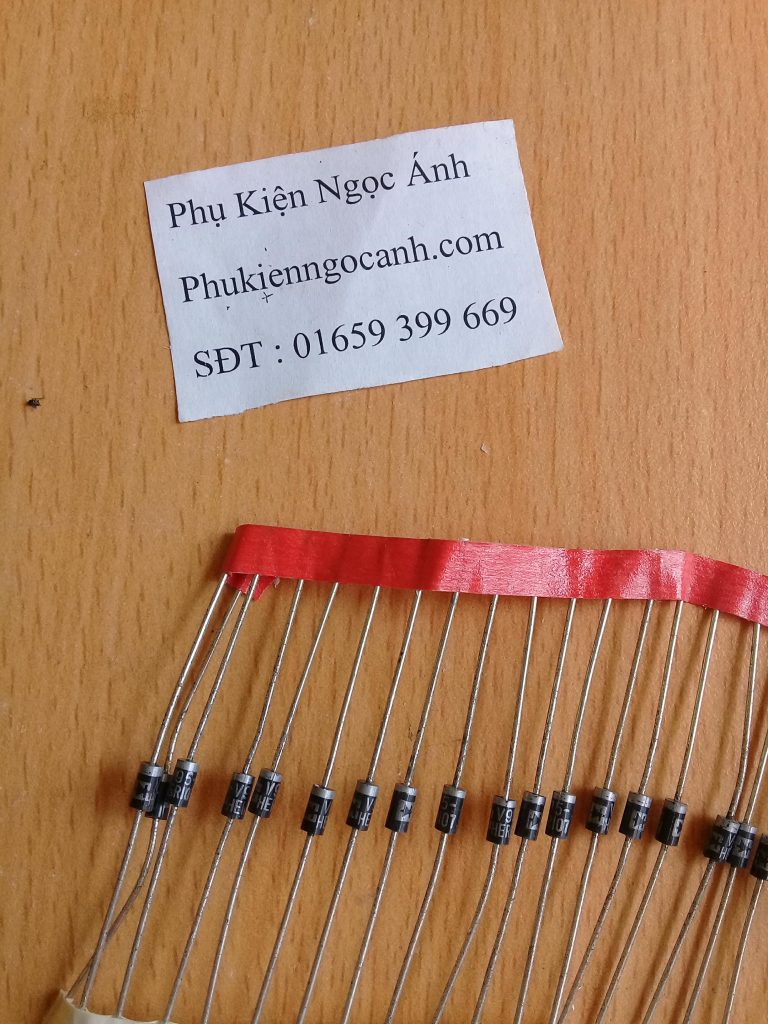 Phụ Kiện Ngọc Ánh
Phukienngocanh.com
SĐT : 01659 399 669